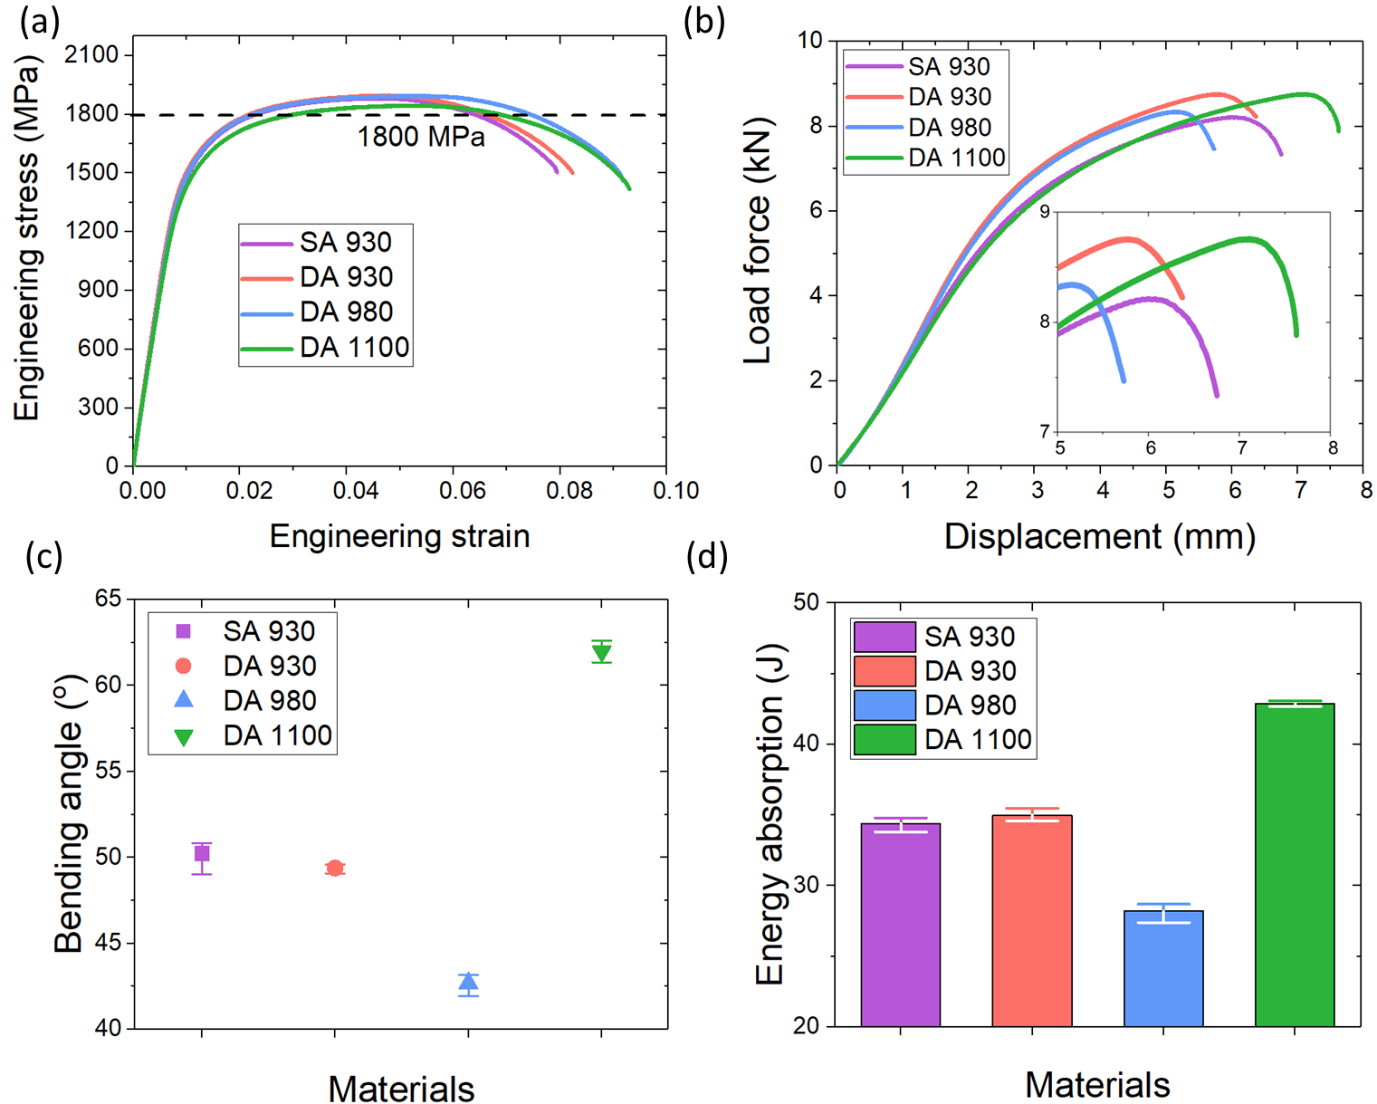 (a)
Engineering stress (MPa)
2100
1800
1500
1200
900
600
300
0
1800 MPa
SA 930
DA 930
DA 980
DA 1100
0.00 0.02 0.04 0.06 0.08 0.10
Engineering strain
(b)
Load force (kN)
10
8
6
4
2
0
SA 930
DA 930
DA 980
DA 1100
9
8
7
5 6 7 8
0 1 2 3 4 5 6 7 8
Displacement (mm)
(c)
Bending angle (º)
65
60
55
50
45
40
SA 930
DA 930
DA 980
DA 1100
Materials
(d)
Energy absorption (J)
50
40
30
20
SA 930
DA 930
DA 980
DA 1100
Materials